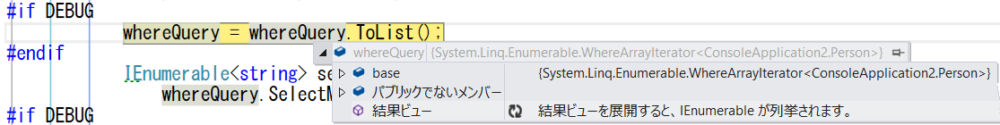 #if DEBUG
whereQuery = whereQuery.ToList();
#endif
whereQuery {System.Linq.Enumerable.WhereArrayIterator<ConsoleApplication2.Person>}
IEnumerable<string> se
base {System.Linq.Enumerable.WhereArrayIterator<ConsoleApplication2.Person>}
whereQuery.SelectM
パブリックでないメンバー
#if DEBUG
結果ビュー 結果ビューを展開すると、IEnumerable が列挙されます。